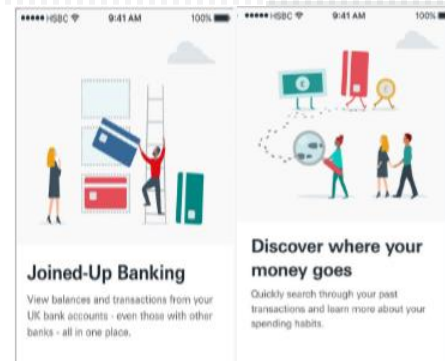 HSBC 9:41 AM 100%
Joined-Up Banking
View balances and transactions from your
UK bank accounts - even those with other
banks - all in one place.
HSBC 9:41 AM 100%
£
£
Discover where your
money goes
Quickly search through your past
transactions and learn more about your
spending habits.